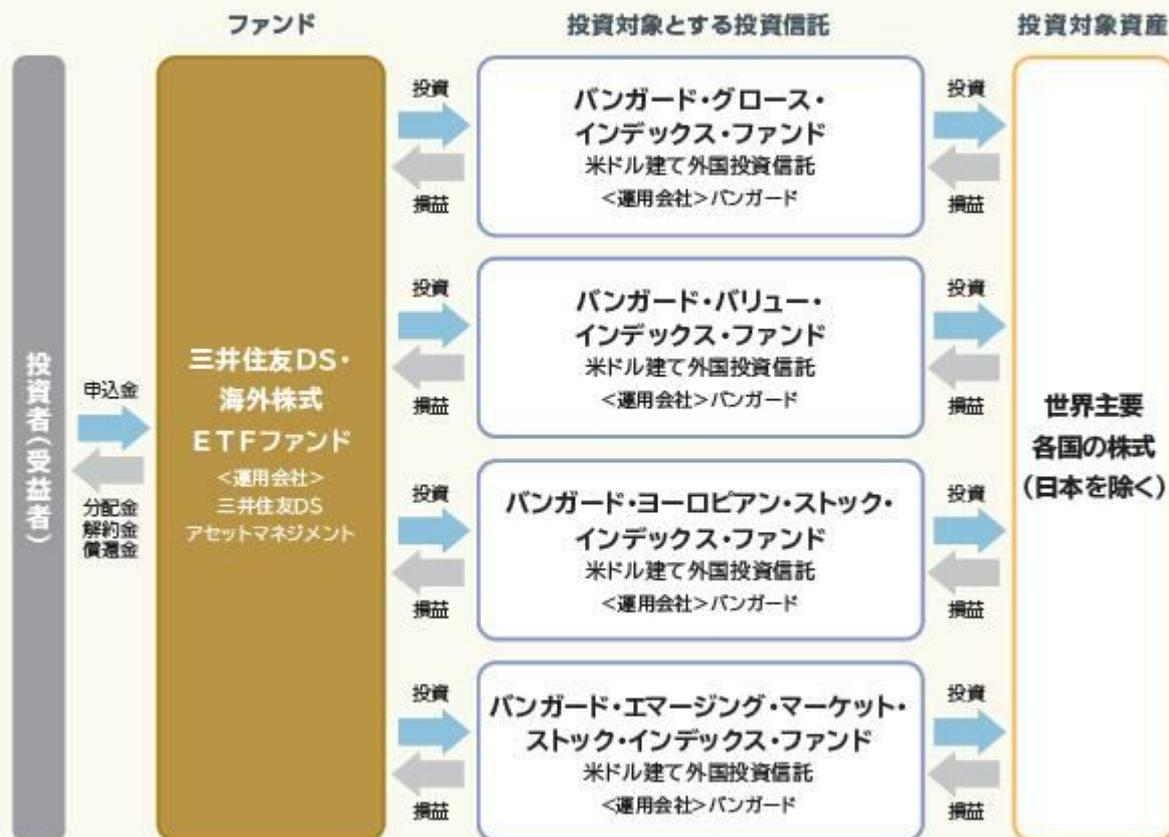 ファンド
投資対象とする投資信託
投資対象資産
投資者(受益者)
申込金
分配金
解約金
償還金
三井住友DS・
海外株式
ETFファンド
<運用会社>
三井住友DS
アセットマネジメント
投資
損益
バンガード・グロース・
インデックス・ファンド
米ドル建て外国投資信託
<運用会社>バンガード
投資
損益
投資
損益
バンガード・バリュー・
インデックス・ファンド
米ドル建て外国投資信託
<運用会社>バンガード
投資
損益
投資
損益
バンガード・ヨーロピアン・ストック・
インデックス・ファンド
米ドル建て外国投資信託
<運用会社>バンガード
投資
損益
投資
損益
バンガード・エマージング・マーケット・
ストック・インデックス・ファンド
米ドル建て外国投資信託
<運用会社>バンガード
投資
損益
世界主要
各国の株式
(日本を除く)